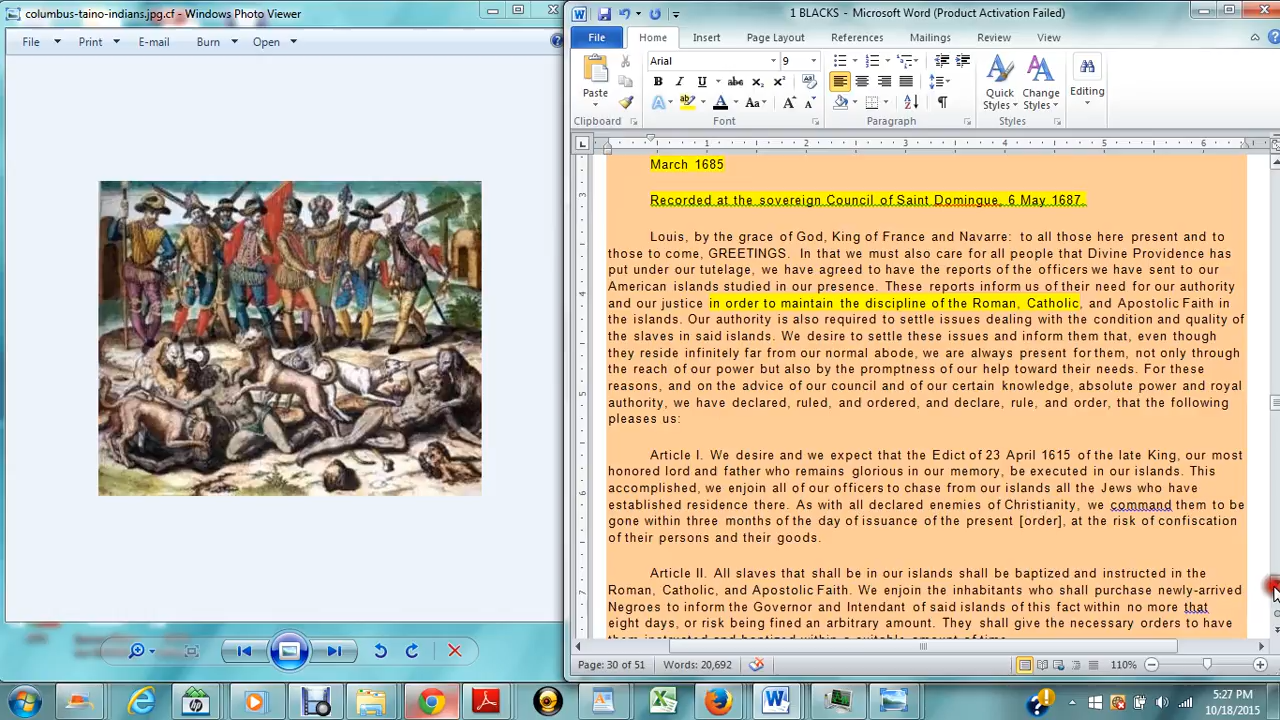 columbus-taino-indians.jpg.cf - Windows Photo Viewer
File Print E-mail Burn Open
1 BLACKS - Microsoft Word (Product Activation Failed)
File Home Insert Page Layout References Mailings Review View
Paste
Arial 9
Quick Styles
Change Styles
Editing
Clipboard Font Paragraph Styles
1 2 3 4 5 6
March 1685
Recorded at the sovereign Council of Saint Domingue, 6 May 1687.
Louis, by the grace of God, King of France and Navarre: to all those here present and to
those to come, GREETINGS. In that we must also care for all people that Divine Providence has
put under our tutelage, we have agreed to have the reports of the officers we have sent to our
American islands studied in our presence. These reports inform us of their need for our authority
and our justice in order to maintain the discipline of the Roman, Catholic, and Apostolic Faith in
the islands. Our authority is also required to settle issues dealing with the condition and quality of
the slaves in said islands. We desire to settle these issues and inform them that, even though
they reside infinitely far from our normal abode, we are always present for them, not only through
the reach of our power but also by the promptness of our help toward their needs. For these
reasons, and on the advice of our council and of our certain knowledge, absolute power and royal
authority, we have declared, ruled, and ordered, and declare, rule, and order, that the following
pleases us:
Article I. We desire and we expect that the Edict of 23 April 1615 of the late King, our most
honored lord and father who remains glorious in our memory, be executed in our islands. This
accomplished, we enjoin all of our officers to chase from our islands all the Jews who have
established residence there. As with all declared enemies of Christianity, we command them to be
gone within three months of the day of issuance of the present [order], at the risk of confiscation
of their persons and their goods.
Article II. All slaves that shall be in our islands shall be baptized and instructed in the
Roman, Catholic, and Apostolic Faith. We enjoin the inhabitants who shall purchase newly-arrived
Negroes to inform the Governor and Intendant of said islands of this fact within no more that
eight days, or risk being fined an arbitrary amount. They shall give the necessary orders to have
them instructed and baptized within a suitable amount of time.
Page: 30 of 51 Words: 20,692 110%
5:27 PM
10/18/2015